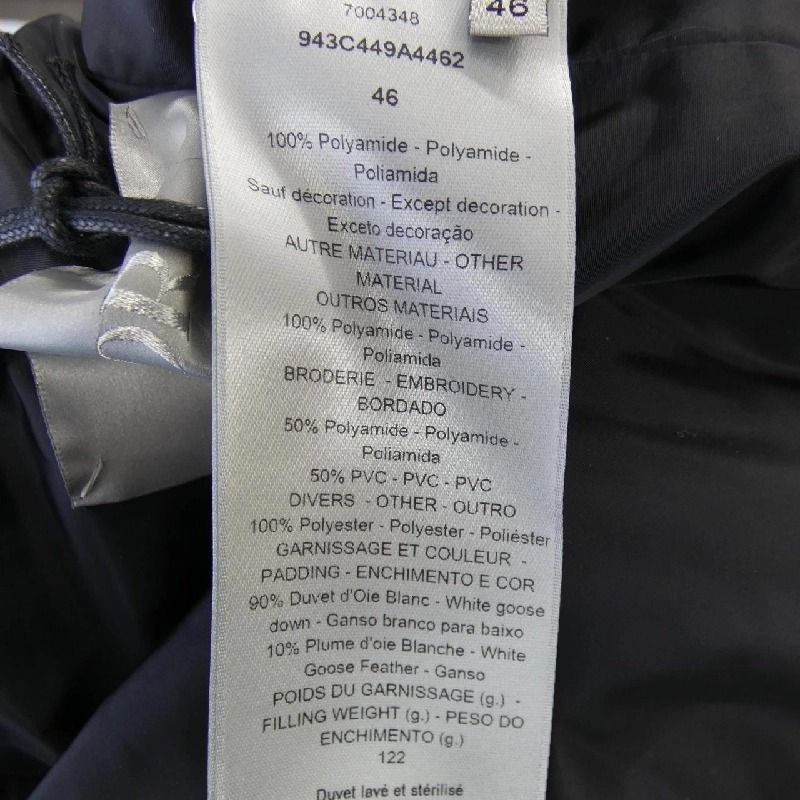 46
7004348
943C449A4462
46
100% Polyamide - Polyamide -
Poliamida
Sauf décoration - Except decoration -
Exceto decoração
AUTRE MATERIAU - OTHER
MATERIAL
OUTROS MATERIAIS
100% Polyamide - Polyamide -
Poliamida
BRODERIE - EMBROIDERY -
BORDADO
50% Polyamide - Polyamide -
Poliamida
50% PVC - PVC - PVC
DIVERS - OTHER - OUTRO
100% Polyester - Polyester - Poliéster
GARNISSAGE ET COULEUR -
PADDING - ENCHIMENTO E COR
90% Duvet d'Oie Blanc - White goose
down - Ganso branco para baixo
10% Plume d'oie Blanche - White
Goose Feather - Ganso
POIDS DU GARNISSAGE (g.) -
FILLING WEIGHT (g.) - PESO DO
ENCHIMENTO (g.)
122
Duvet lavé et stérilisé